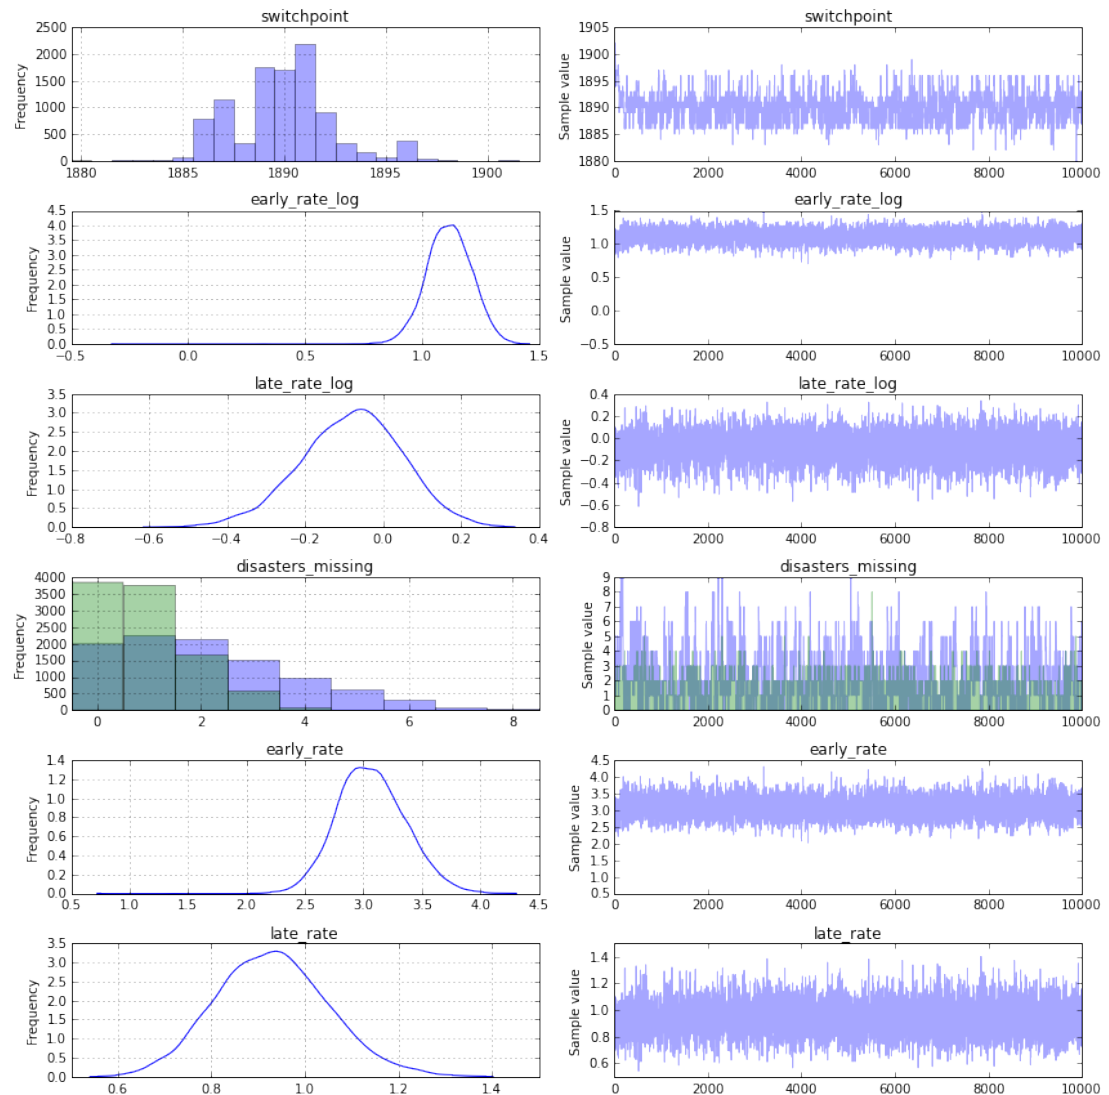 switchpoint
Frequency
2500
2000
1500
1000
500
0
1880 1885 1890 1895 1900
switchpoint
Sample value
1905
1900
1895
1890
1885
1880
0 2000 4000 6000 8000 10000
early_rate_log
Frequency
4.5
4.0
3.5
3.0
2.5
2.0
1.5
1.0
0.5
0.0
−0.5 0.0 0.5 1.0 1.5
early_rate_log
Sample value
1.5
1.0
0.5
0.0
−0.5
0 2000 4000 6000 8000 10000
late_rate_log
Frequency
3.5
3.0
2.5
2.0
1.5
1.0
0.5
0.0
−0.8 −0.6 −0.4 −0.2 0.0 0.2 0.4
late_rate_log
Sample value
0.4
0.2
0.0
−0.2
−0.4
−0.6
−0.8
0 2000 4000 6000 8000 10000
disasters_missing
Frequency
4000
3500
3000
2500
2000
1500
1000
500
0
0 2 4 6 8
disasters_missing
Sample value
9
8
7
6
5
4
3
2
1
0
0 2000 4000 6000 8000 10000
early_rate
Frequency
1.4
1.2
1.0
0.8
0.6
0.4
0.2
0.0
0.5 1.0 1.5 2.0 2.5 3.0 3.5 4.0 4.5
early_rate
Sample value
4.5
4.0
3.5
3.0
2.5
2.0
1.5
1.0
0.5
0 2000 4000 6000 8000 10000
late_rate
Frequency
3.5
3.0
2.5
2.0
1.5
1.0
0.5
0.0
0.6 0.8 1.0 1.2 1.4
late_rate
Sample value
1.4
1.2
1.0
0.8
0.6
0 2000 4000 6000 8000 10000